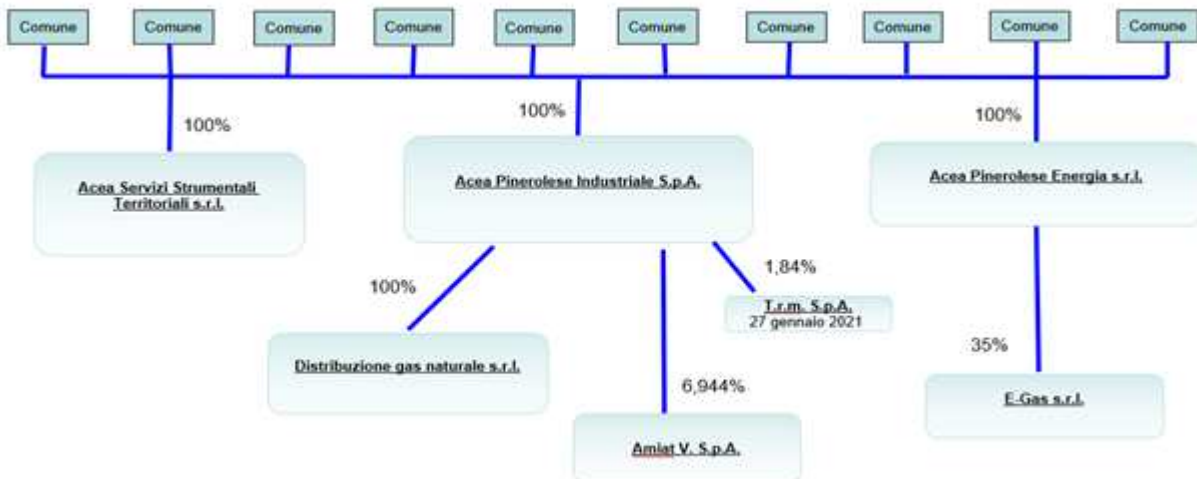 Comune
Comune
Comune
Comune
Comune
Comune
Comune
Comune
Comune
Comune
100%
100%
100%
Acea Servizi Strumentali
Territoriali s.r.l.
Acea Pinerolese Industriale S.p.A.
Acea Pinerolese Energia s.r.l.
100%
1,84%
T.r.m. S.p.A.
27 gennaio 2021
35%
Distribuzione gas naturale s.r.l.
6,944%
E-Gas s.r.l.
Amiat V. S.p.A.